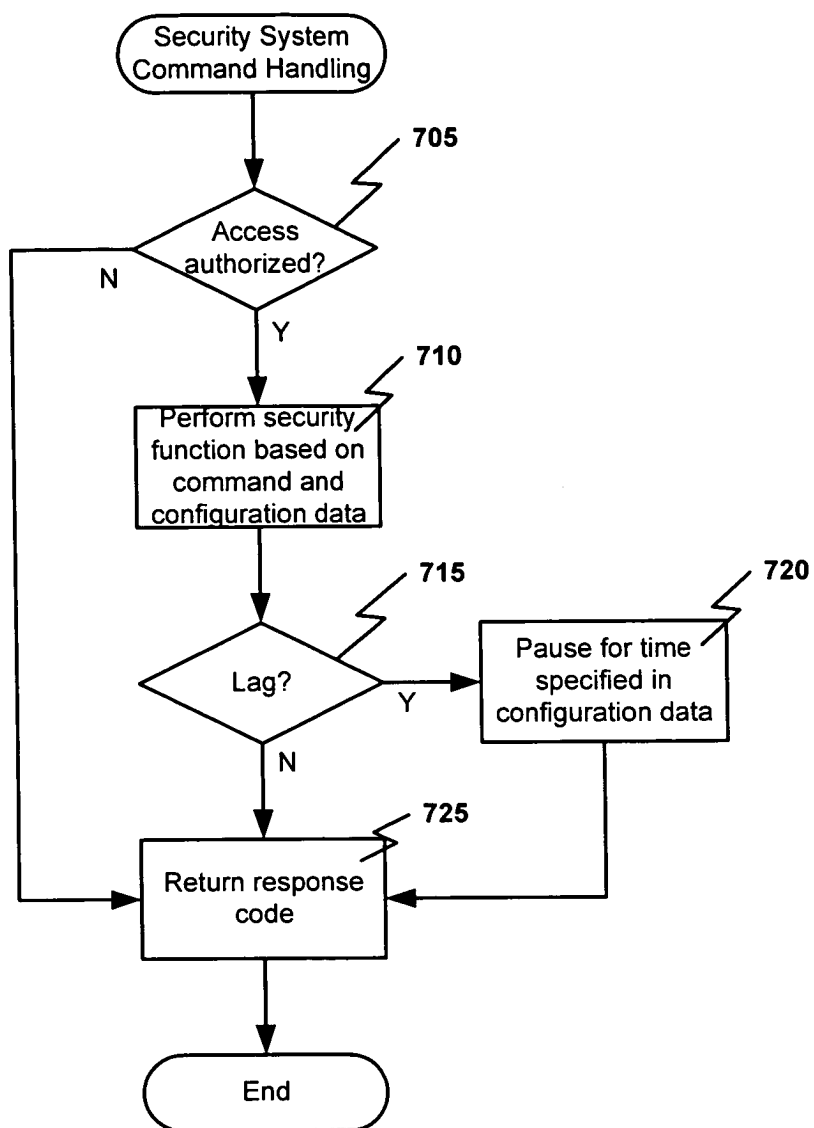 Security System
Command Handling
705
Access
authorized?
N
Y
710
Perform security
function based on
command and
configuration data
715
720
Lag?
Y
Pause for time
specified in
configuration data
N
725
Return response
code
End